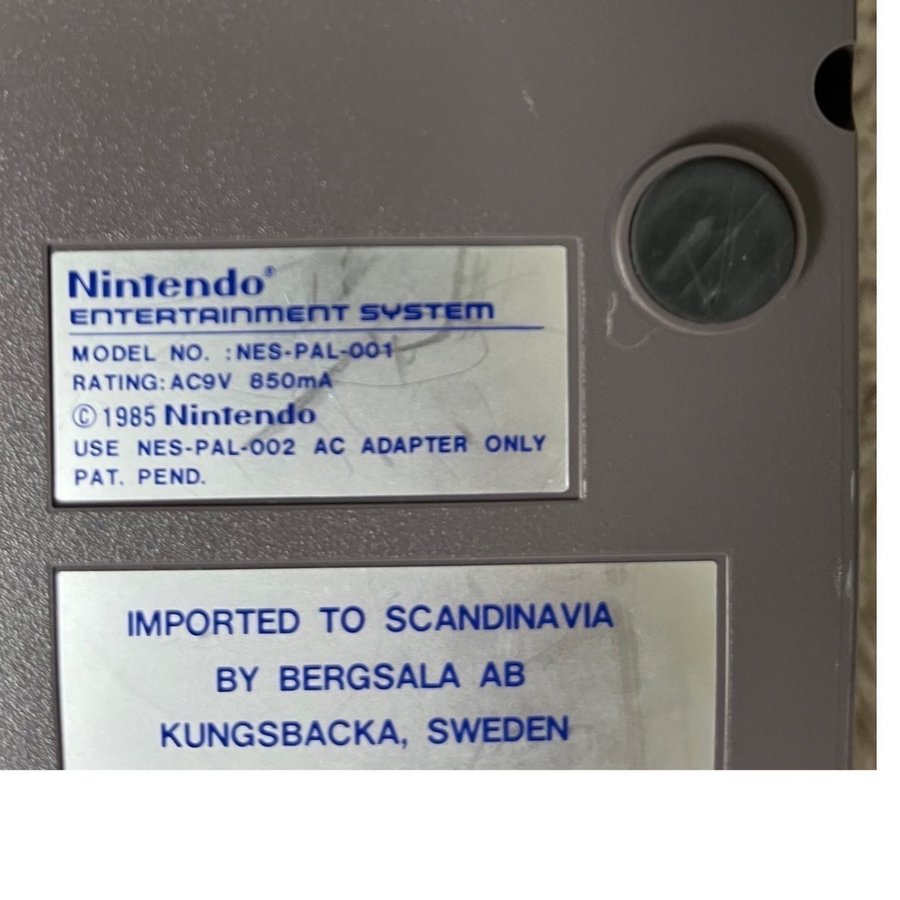 Nintendo®
ENTERTAINMENT SYSTEM
MODEL NO. :NES-PAL-001
RATING:AC9V 850mA
©1985 Nintendo
USE NES-PAL-002 AC ADAPTER ONLY
PAT. PEND.
IMPORTED TO SCANDINAVIA
BY BERGSALA AB
KUNGSBACKA, SWEDEN